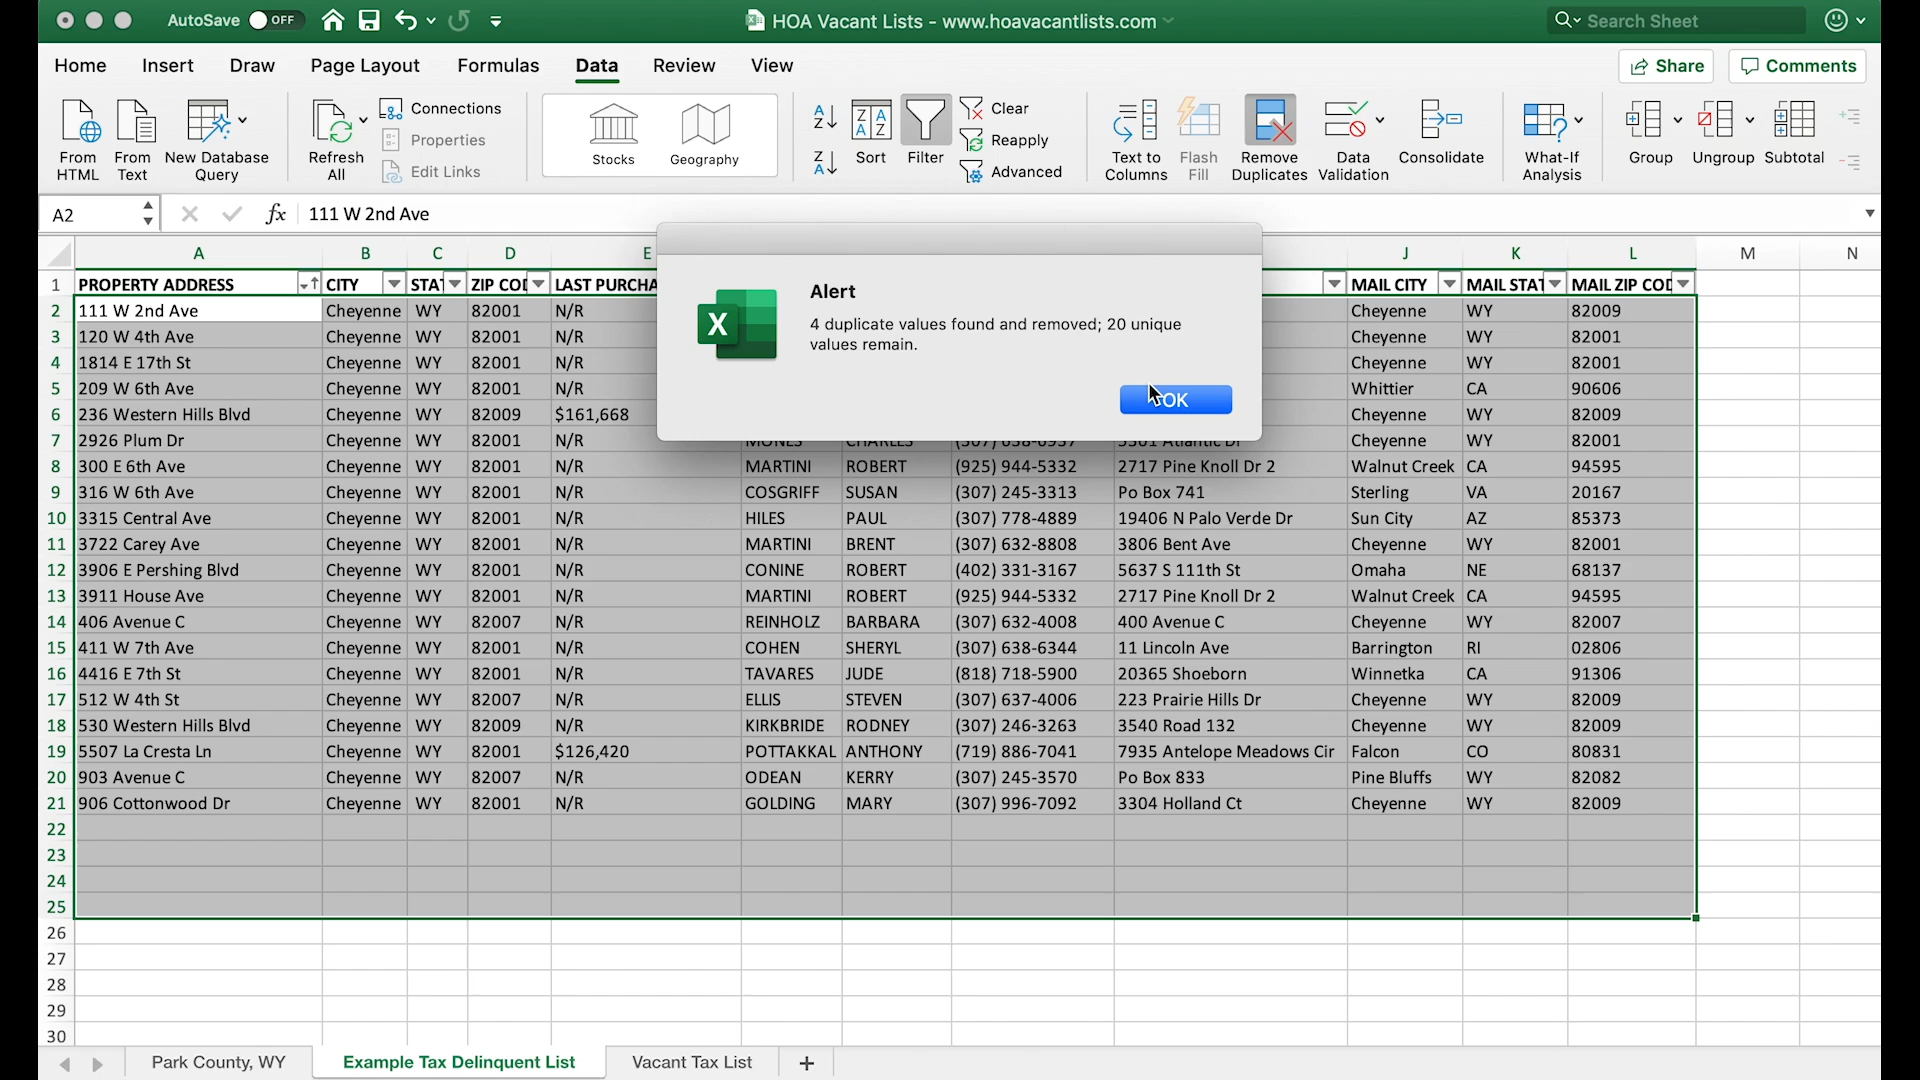 AutoSave OFF
HOA Vacant Lists - www.hoavacantlists.com
Search Sheet
Home Insert Draw Page Layout Formulas Data Review View
Share Comments
From HTML
From Text
New Database Query
Refresh All
Connections
Properties
Edit Links
Stocks
Geography
Sort
Filter
Clear
Reapply
Advanced
Text to Columns
Flash Fill
Remove Duplicates
Data Validation
Consolidate
What-If Analysis
Group
Ungroup
Subtotal
A2 fx 111 W 2nd Ave
A B C D E J K L M N
1 PROPERTY ADDRESS CITY STAT ZIP COD LAST PURCHA MAIL CITY MAIL STAT MAIL ZIP COD
2 111 W 2nd Ave Cheyenne WY 82001 N/R Cheyenne WY 82009
3 120 W 4th Ave Cheyenne WY 82001 N/R Cheyenne WY 82001
4 1814 E 17th St Cheyenne WY 82001 N/R Cheyenne WY 82001
5 209 W 6th Ave Cheyenne WY 82001 N/R Whittier CA 90606
6 236 Western Hills Blvd Cheyenne WY 82009 $161,668 Cheyenne WY 82009
7 2926 Plum Dr Cheyenne WY 82001 N/R Cheyenne WY 82001
8 300 E 6th Ave Cheyenne WY 82001 N/R MARTINI ROBERT (925) 944-5332 2717 Pine Knoll Dr 2 Walnut Creek CA 94595
9 316 W 6th Ave Cheyenne WY 82001 N/R COSGRIFF SUSAN (307) 245-3313 Po Box 741 Sterling VA 20167
10 3315 Central Ave Cheyenne WY 82001 N/R HILES PAUL (307) 778-4889 19406 N Palo Verde Dr Sun City AZ 85373
11 3722 Carey Ave Cheyenne WY 82001 N/R MARTINI BRENT (307) 632-8808 3806 Bent Ave Cheyenne WY 82001
12 3906 E Pershing Blvd Cheyenne WY 82001 N/R CONINE ROBERT (402) 331-3167 5637 S 111th St Omaha NE 68137
13 3911 House Ave Cheyenne WY 82001 N/R MARTINI ROBERT (925) 944-5332 2717 Pine Knoll Dr 2 Walnut Creek CA 94595
14 406 Avenue C Cheyenne WY 82007 N/R REINHOLZ BARBARA (307) 632-4008 400 Avenue C Cheyenne WY 82007
15 411 W 7th Ave Cheyenne WY 82001 N/R COHEN SHERYL (307) 638-6344 11 Lincoln Ave Barrington RI 02806
16 4416 E 7th St Cheyenne WY 82001 N/R TAVARES JUDE (818) 718-5900 20365 Shoeborn Winnetka CA 91306
17 512 W 4th St Cheyenne WY 82007 N/R ELLIS STEVEN (307) 637-4006 223 Prairie Hills Dr Cheyenne WY 82009
18 530 Western Hills Blvd Cheyenne WY 82009 N/R KIRKBRIDE RODNEY (307) 246-3263 3540 Road 132 Cheyenne WY 82009
19 5507 La Cresta Ln Cheyenne WY 82001 $126,420 POTTAKKAL ANTHONY (719) 886-7041 7935 Antelope Meadows Cir Falcon CO 80831
20 903 Avenue C Cheyenne WY 82007 N/R ODEAN KERRY (307) 245-3570 Po Box 833 Pine Bluffs WY 82082
21 906 Cottonwood Dr Cheyenne WY 82001 N/R GOLDING MARY (307) 996-7092 3304 Holland Ct Cheyenne WY 82009
22
23
24
25
26
27
28
29
30
Alert
4 duplicate values found and removed; 20 unique
values remain.
OK
Park County, WY Example Tax Delinquent List Vacant Tax List +